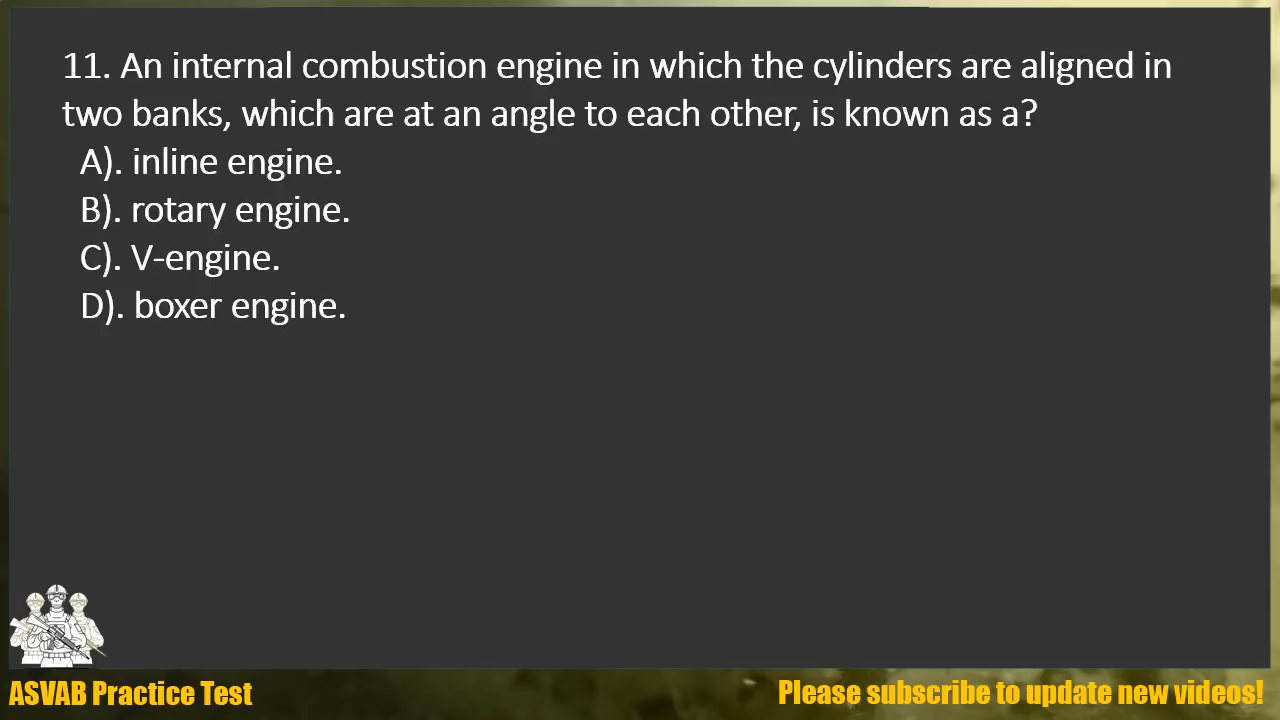 11. An internal combustion engine in which the cylinders are aligned in
two banks, which are at an angle to each other, is known as a?
A). inline engine.
B). rotary engine.
C). V-engine.
D). boxer engine.
ASVAB Practice Test
Please subscribe to update new videos!